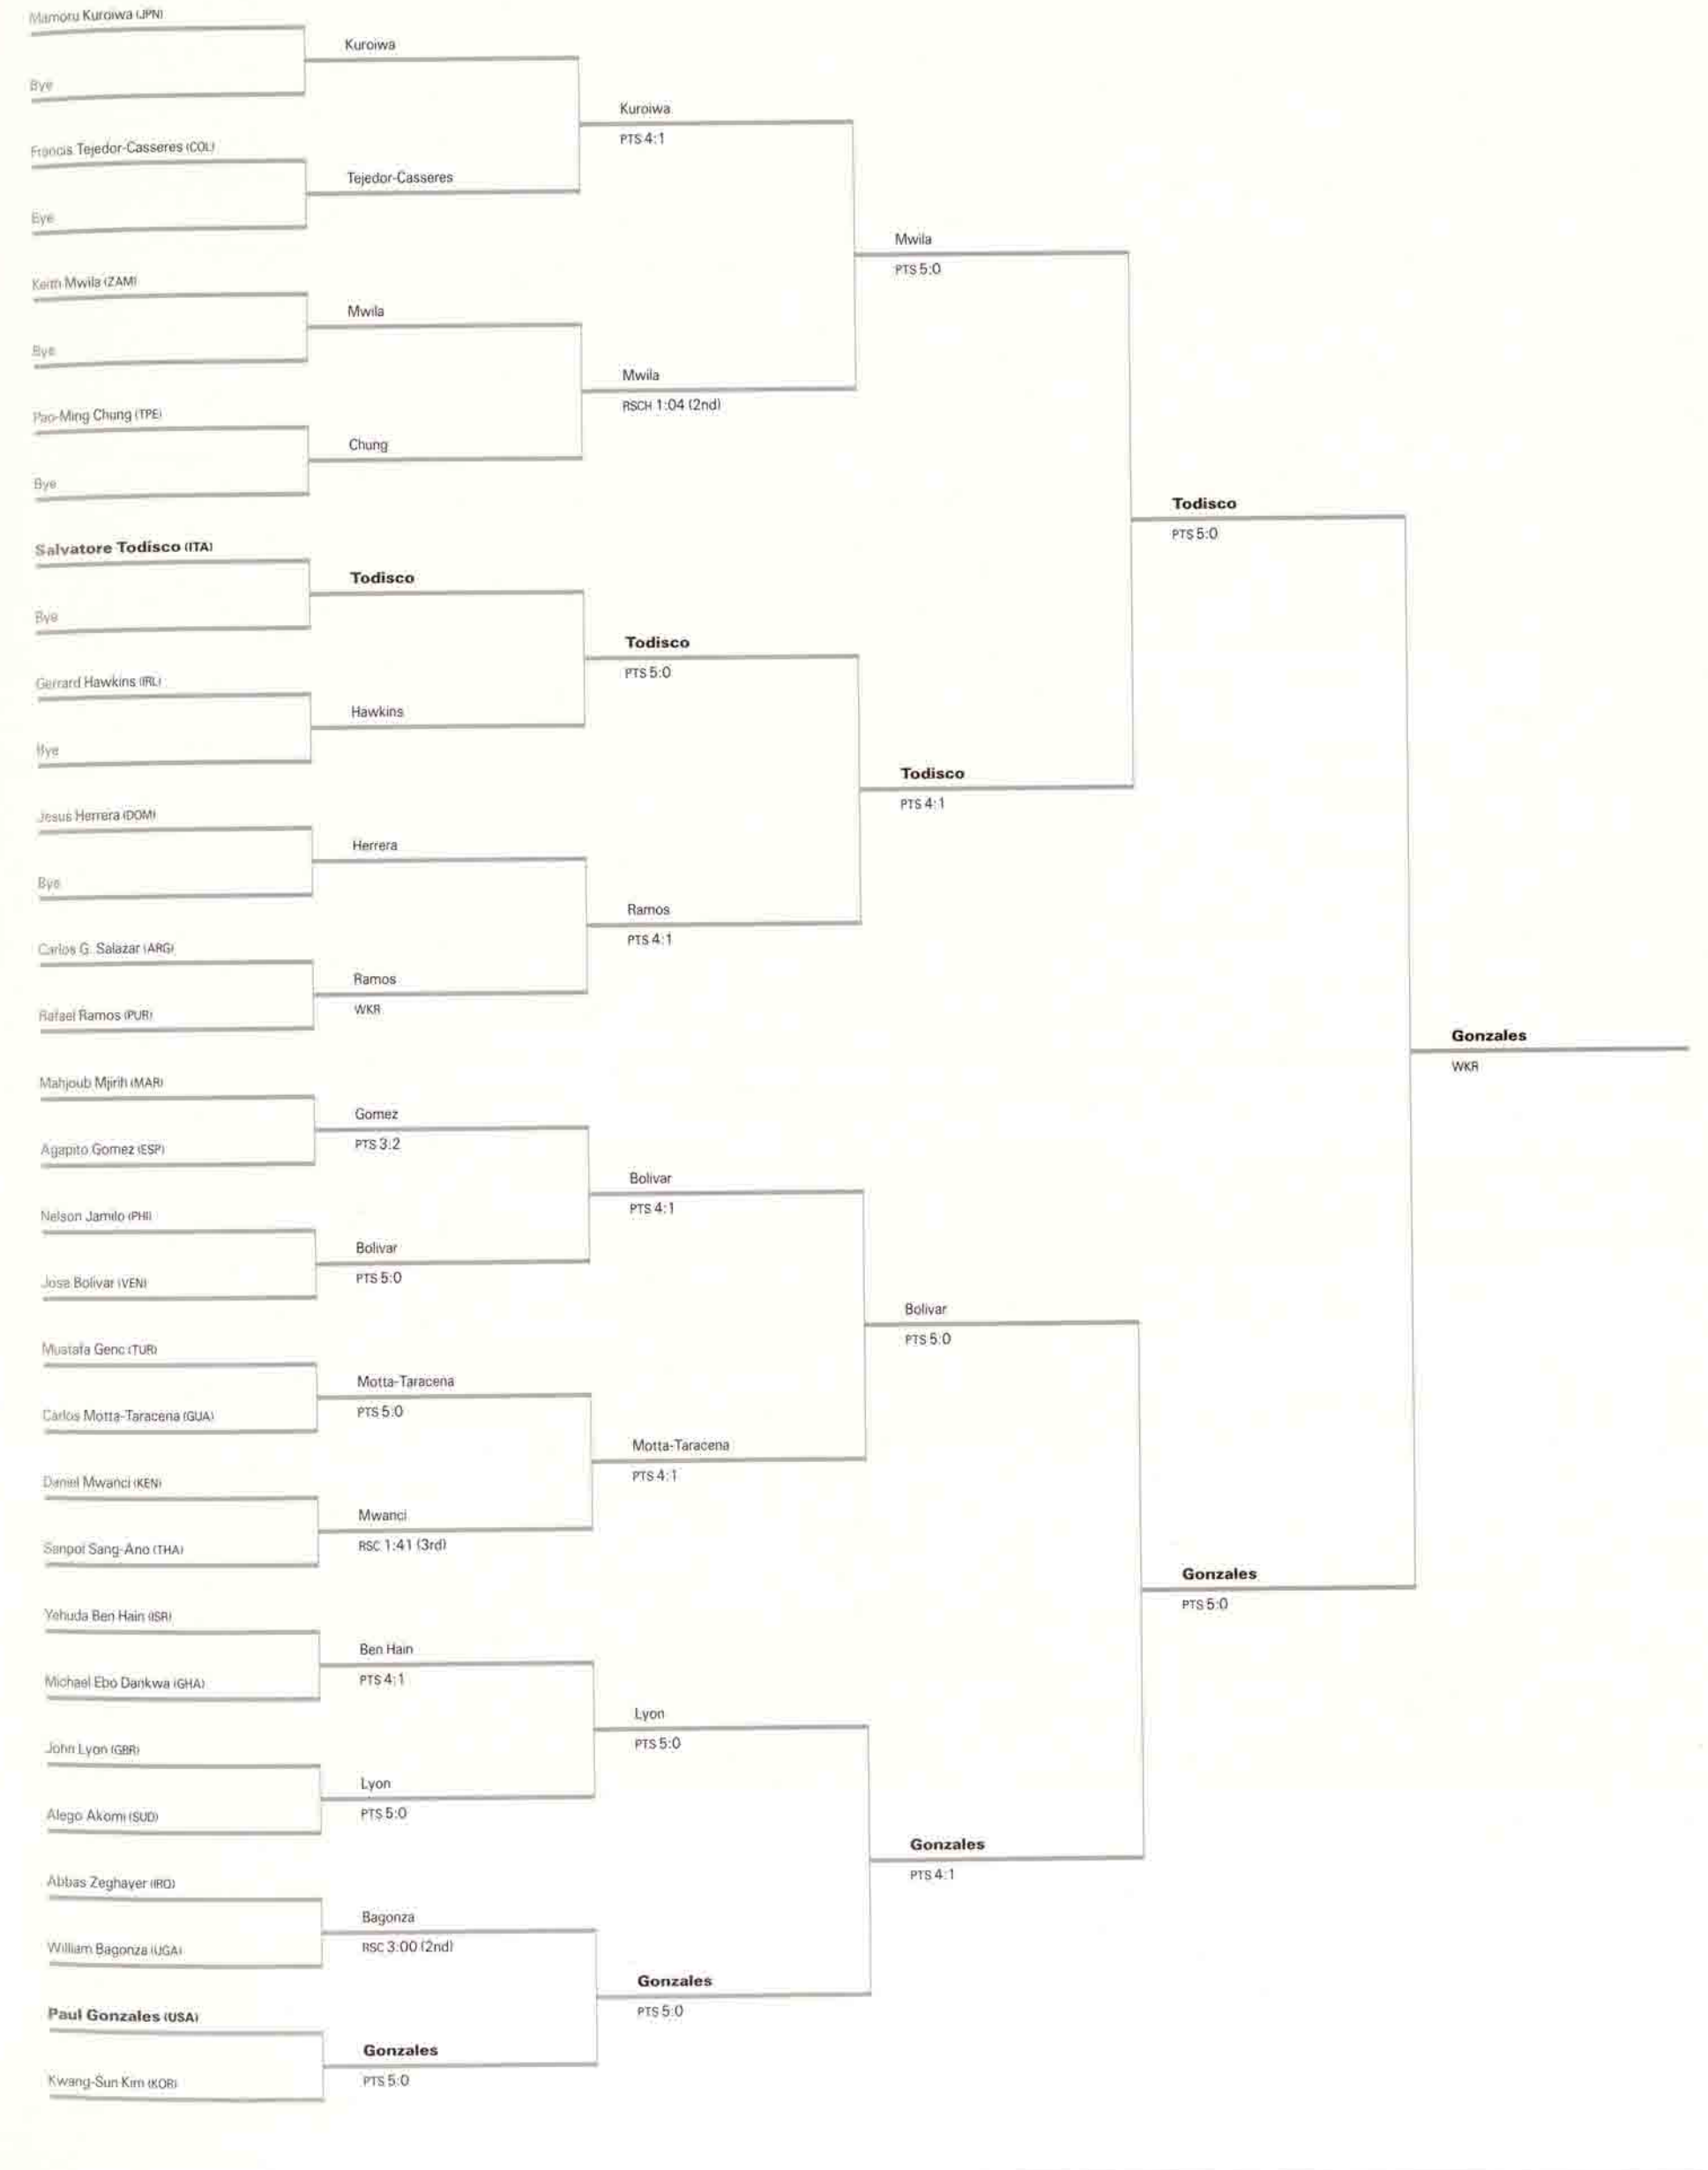 Mamoru Kuroiwa (JPN)
Kuroiwa
Bye
Kuroiwa
PTS 4:1
Francis Tejedor-Casseres (COL)
Tejedor-Casseres
Bye
Mwila
PTS 5:0
Keith Mwila (ZAM)
Mwila
Bye
Mwila
RSCH 1:04 (2nd)
Pao-Ming Chung (TPE)
Chung
Bye
Todisco
PTS 5:0
Salvatore Todisco (ITA)
Todisco
Bye
Todisco
PTS 5:0
Gerrard Hawkins (IRL)
Hawkins
Bye
Todisco
PTS 4:1
Jesus Herrera (DOM)
Herrera
Bye
Ramos
PTS 4:1
Carlos G. Salazar (ARG)
Ramos
WKR
Rafael Ramos (PUR)
Gonzales
WKR
Mahjoub Mjirih (MAR)
Gomez
PTS 3:2
Agapito Gomez (ESP)
Bolivar
PTS 4:1
Nelson Jamilo (PHI)
Bolivar
PTS 5:0
Jose Bolivar (VEN)
Bolivar
PTS 5:0
Mustafa Genc (TUR)
Motta-Taracena
PTS 5:0
Carlos Motta-Taracena (GUA)
Motta-Taracena
PTS 4:1
Daniel Mwanci (KEN)
Mwanci
RSC 1:41 (3rd)
Sanpol Sang-Ano (THA)
Gonzales
PTS 5:0
Yehuda Ben Hain (ISR)
Ben Hain
PTS 4:1
Michael Ebo Dankwa (GHA)
Lyon
PTS 5:0
John Lyon (GBR)
Lyon
PTS 5:0
Alego Akomi (SUD)
Gonzales
PTS 4:1
Abbas Zeghayer (IRQ)
Bagonza
RSC 3:00 (2nd)
William Bagonza (UGA)
Gonzales
PTS 5:0
Paul Gonzales (USA)
Gonzales
PTS 5:0
Kwang-Sun Kim (KOR)